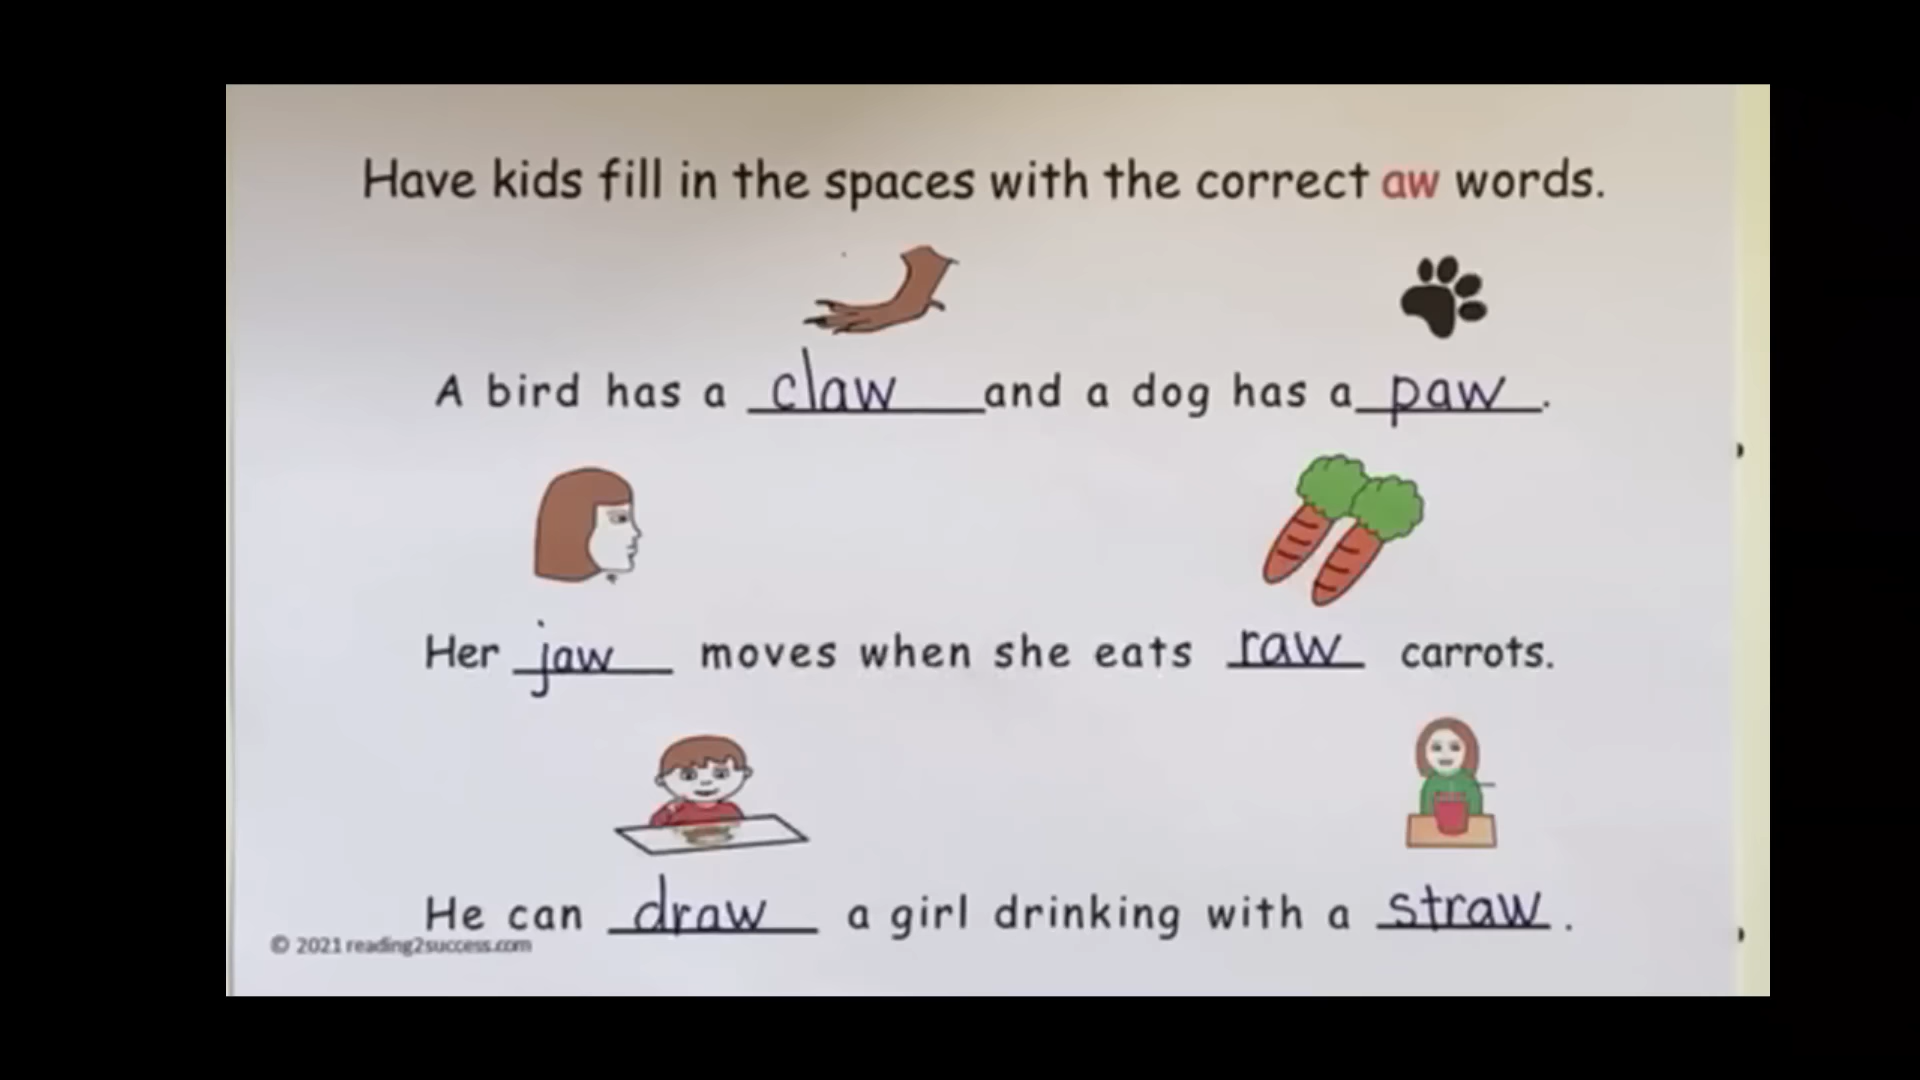 Have kids fill in the spaces with the correct aw words.
A bird has a claw and a dog has a paw.
Her jaw moves when she eats raw carrots.
He can draw a girl drinking with a straw.
© 2021 reading2success.com